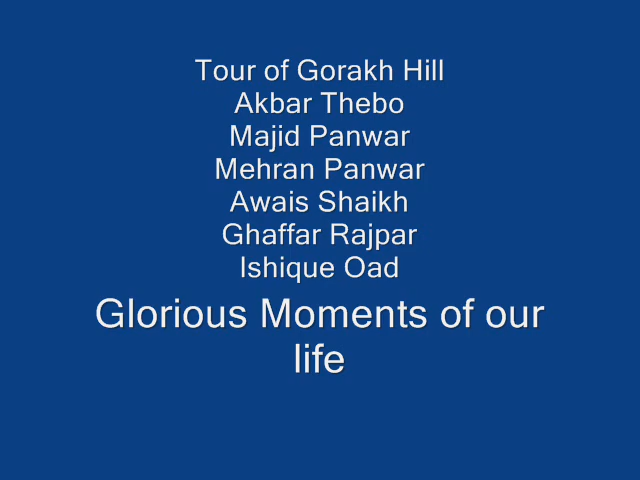 Tour of Gorakh Hill
Akbar Thebo
Majid Panwar
Mehran Panwar
Awais Shaikh
Ghaffar Rajpar
Ishique Oad
Glorious Moments of our
life